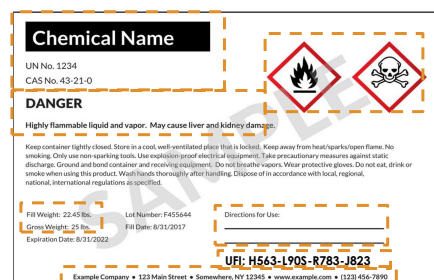 Chemical Name
UN No. 1234
CAS No. 43-21-0
DANGER
Highly flammable liquid and vapor. May cause liver and kidney damage.
Keep container tightly closed. Store in a cool, well-ventilated place that is locked. Keep away from heat/sparks/open flame. No
smoking. Only use non-sparking tools. Use explosion-proof electrical equipment. Take precautionary measures against static
discharge. Ground and bond container and receiving equipment. Do not breathe vapors. Wear protective gloves. Do not eat, drink or
smoke when using this product. Wash hands thoroughly after handling. Dispose of in accordance with local, regional,
national, international regulations as specified.
SAMPLE
Fill Weight: 22.45 lbs. Lot Number: F455644 Directions for Use:
Gross Weight: 25 lbs. Fill Date: 8/31/2017
Expiration Date: 8/31/2022
UFI: H563-L90S-R783-J823
Example Company • 123 Main Street • Somewhere, NY 12345 • www.example.com • (123) 456-7890